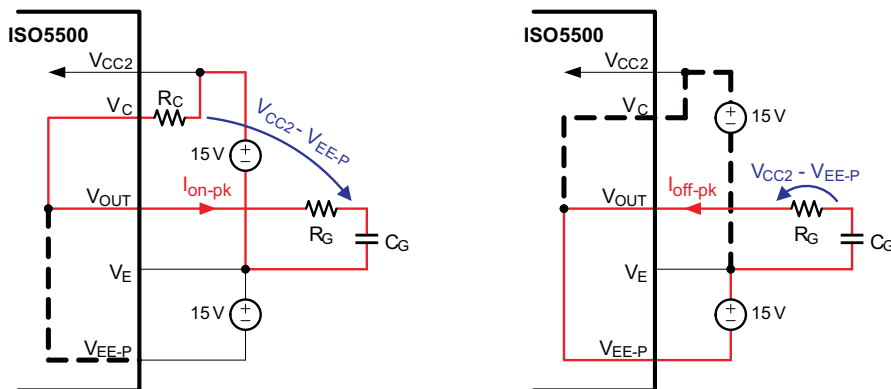 ISO5500
VCC2
VC
RC
VCC2 - VEE-P
15 V
VOUT
Ion-pk
RG
CG
VE
15 V
VEE-P
ISO5500
VCC2
VC
15 V
VCC2 - VEE-P
VOUT
Ioff-pk
RG
CG
VE
15 V
VEE-P